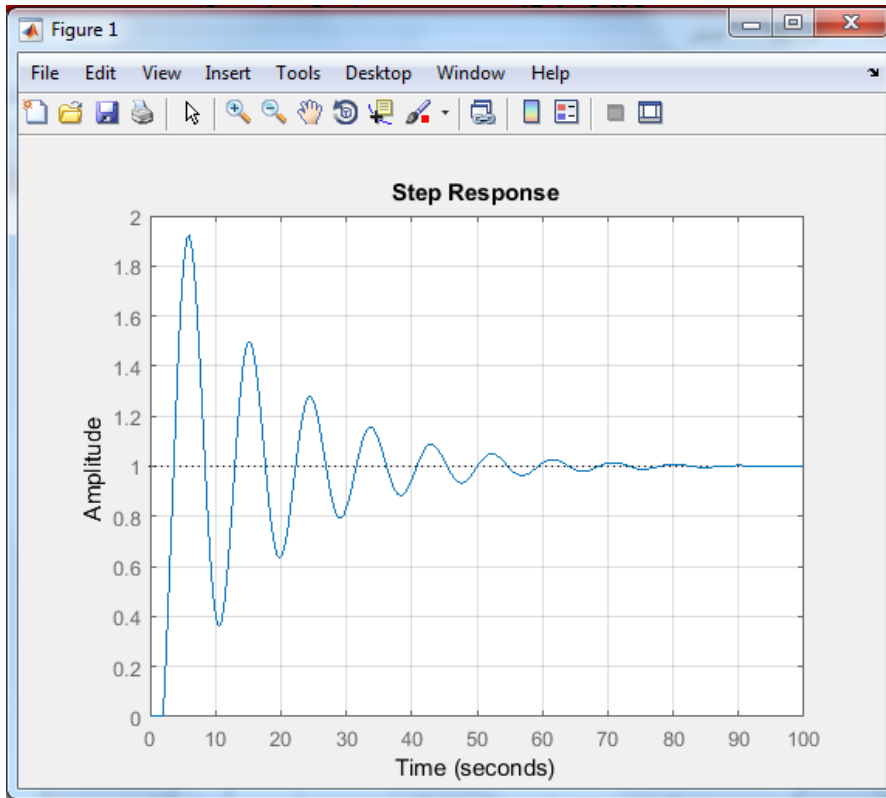 Figure 1
File Edit View Insert Tools Desktop Window Help
Step Response
Amplitude
2
1.8
1.6
1.4
1.2
1
0.8
0.6
0.4
0.2
0
0 10 20 30 40 50 60 70 80 90 100
Time (seconds)